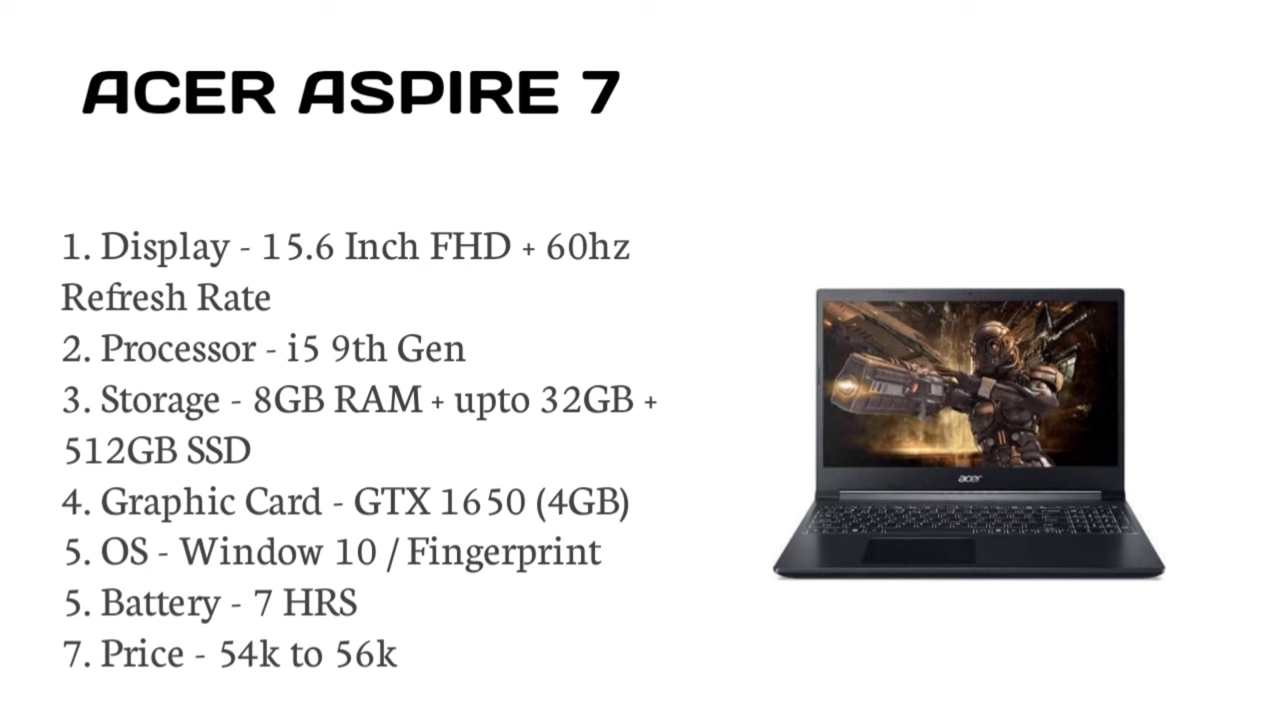 ACER ASPIRE 7
1. Display - 15.6 Inch FHD + 60hz
Refresh Rate
2. Processor - i5 9th Gen
3. Storage - 8GB RAM + upto 32GB +
512GB SSD
4. Graphic Card - GTX 1650 (4GB)
5. OS - Window 10 / Fingerprint
5. Battery - 7 HRS
7. Price - 54k to 56k
acer